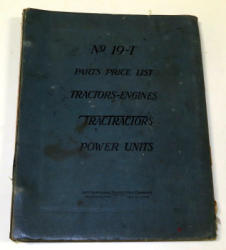 No 19-T
PARTS PRICE LIST
TRACTORS-ENGINES
TRACTRACTORS
POWER UNITS